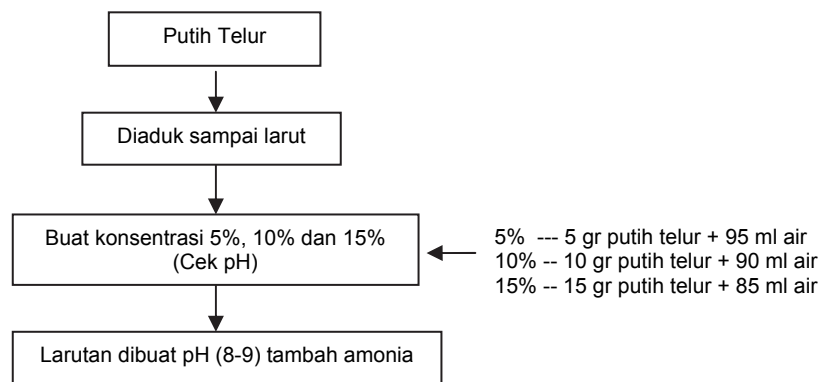 Putih Telur
Diaduk sampai larut
Buat konsentrasi 5%, 10% dan 15%
(Cek pH)
5% --- 5 gr putih telur + 95 ml air
10% -- 10 gr putih telur + 90 ml air
15% -- 15 gr putih telur + 85 ml air
Larutan dibuat pH (8-9) tambah amonia